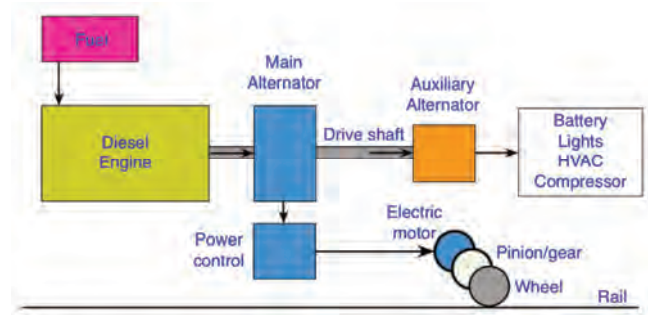 Fuel
Main
Alternator
Auxiliary
Alternator
Diesel
Engine
Drive shaft
Battery
Lights
HVAC
Compressor
Power
control
Electric
motor
Pinion/gear
Wheel
Rail